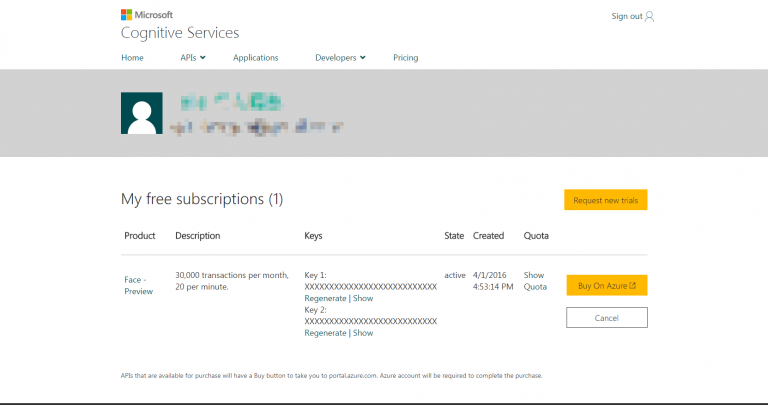 Microsoft
Sign out
Cognitive Services
Home APIs Applications Developers Pricing
My free subscriptions (1)
Request new trials
Product Description Keys State Created Quota
Face - Preview
30,000 transactions per month,
20 per minute.
Key 1:
XXXXXXXXXXXXXXXXXXXXXXXXXXX
Regenerate | Show
Key 2:
XXXXXXXXXXXXXXXXXXXXXXXXXXX
Regenerate | Show
active
4/1/2016
4:53:14 PM
Show
Quota
Buy On Azure
Cancel
APIs that are available for purchase will have a Buy button to take you to portal.azure.com. Azure account will be required to complete the purchase.